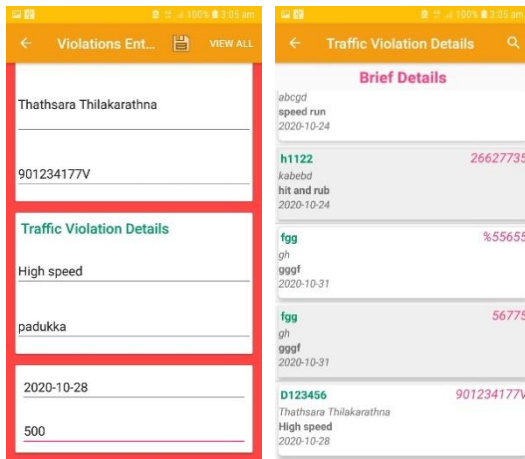 100% 3:05 am
Violations Ent...
VIEW ALL
Thathsara Thilakarathna
901234177V
Traffic Violation Details
High speed
padukka
2020-10-28
500
100% 3:05 am
Traffic Violation Details
Brief Details
abcgd
speed run
2020-10-24
h1122 26627735
kabebd
hit and rub
2020-10-24
fgg %55655
gh
gggf
2020-10-31
fgg 56775
gh
gggf
2020-10-31
D123456 901234177V
Thathsara Thilakarathna
High speed
2020-10-28